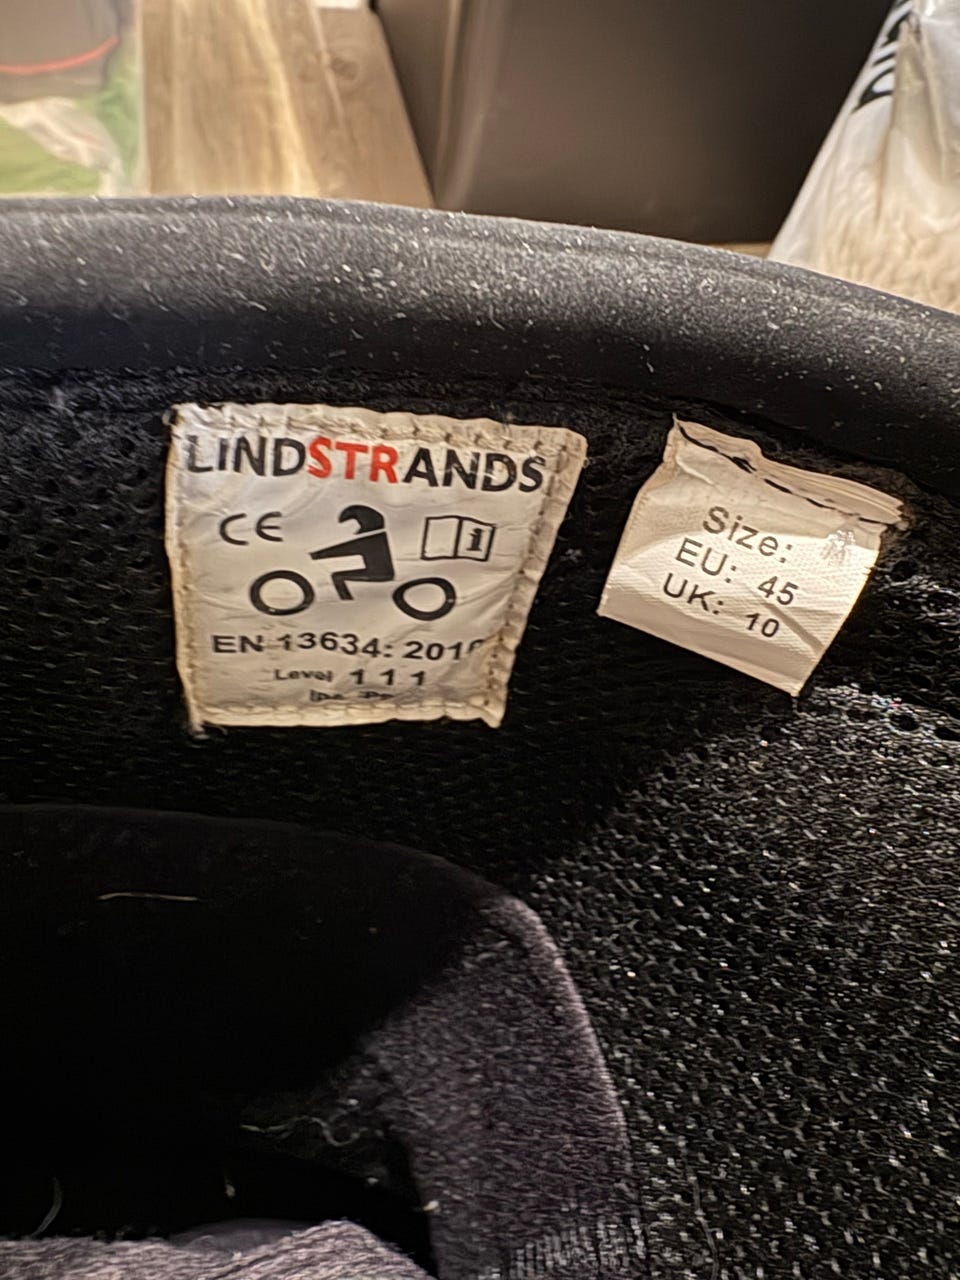 LINDSTRANDS
CE
i
EN 13634: 201
Level 1 1 1
Size:
EU: 45
UK: 10